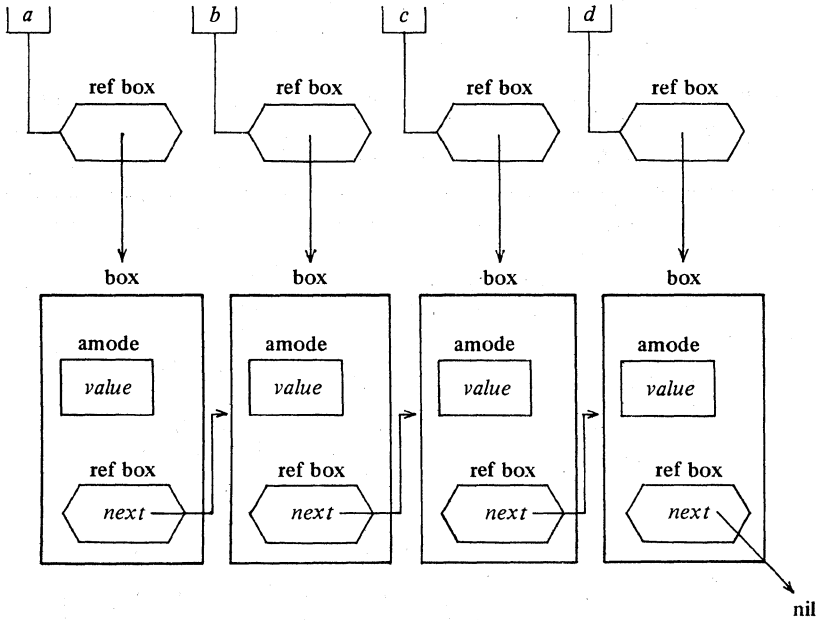 a b c d
ref box ref box ref box ref box
box box box box
amode amode amode amode
value value value value
ref box ref box ref box ref box
next next next next
nil